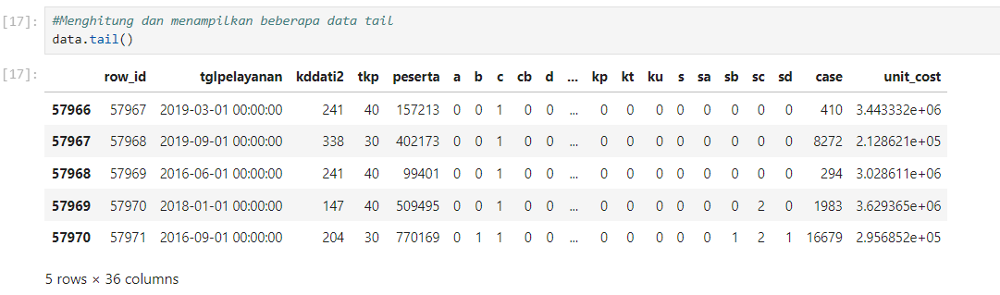 [17]: #Menghitung dan menampilkan beberapa data tail
data.tail()
[17]: row_id tglpelayanan kddati2 tkp peserta a b c cb d ... kp kt ku s sa sb sc sd case unit_cost
57966 57967 2019-03-01 00:00:00 241 40 157213 0 0 1 0 0 ... 0 0 0 0 0 0 0 0 410 3.443332e+06
57967 57968 2019-09-01 00:00:00 338 30 402173 0 0 1 0 0 ... 0 0 0 0 0 0 0 0 8272 2.128621e+05
57968 57969 2016-06-01 00:00:00 241 40 99401 0 0 1 0 0 ... 0 0 0 0 0 0 0 0 294 3.028611e+06
57969 57970 2018-01-01 00:00:00 147 40 509495 0 0 1 0 0 ... 0 0 0 0 0 0 2 0 1983 3.629365e+06
57970 57971 2016-09-01 00:00:00 204 30 770169 0 1 1 0 0 ... 0 0 0 0 0 1 2 1 16679 2.956852e+05
5 rows × 36 columns